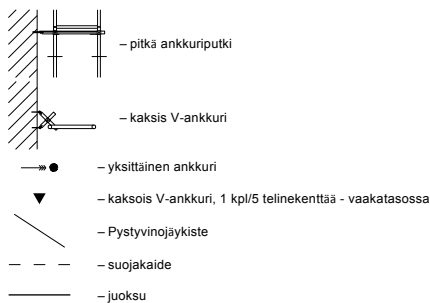 – pitkä ankkuriputki
– kaksis V-ankkuri
– yksittäinen ankkuri
– kaksois V-ankkuri, 1 kpl/5 telinekenttää - vaakatasossa
– Pystyvinojäykiste
– suojakaide
– juoksu